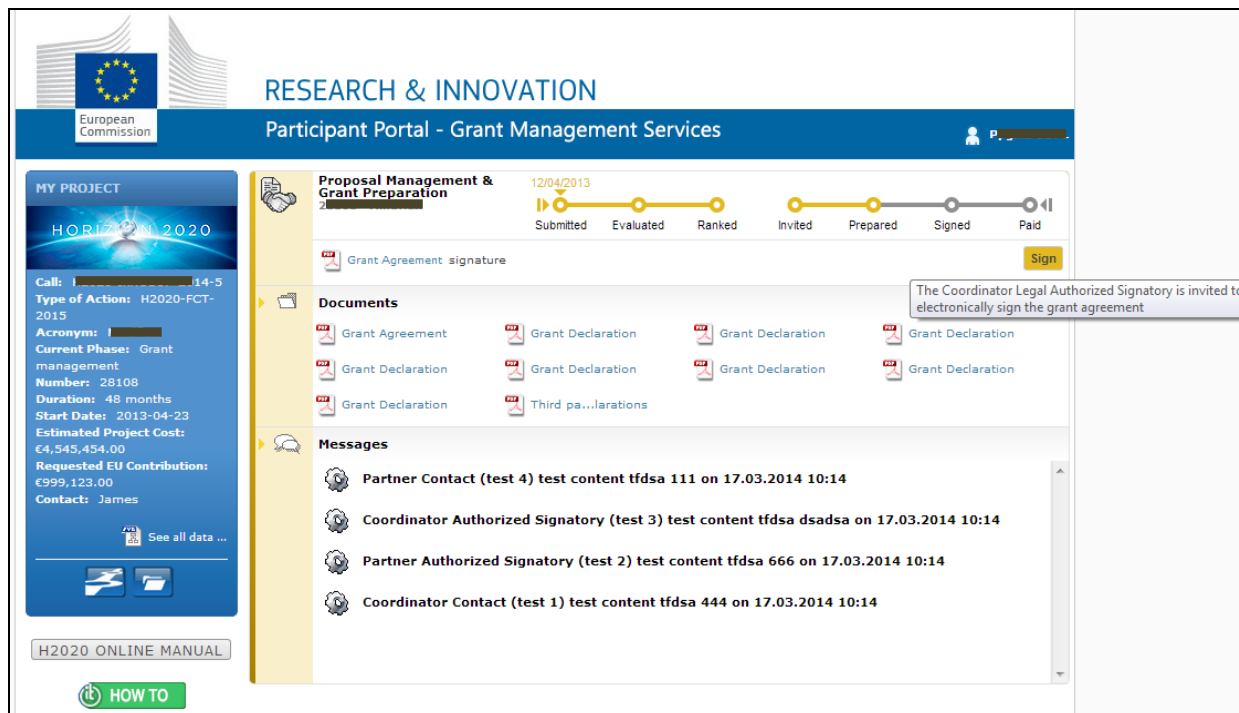 European
Commission
RESEARCH & INNOVATION
Participant Portal - Grant Management Services
MY PROJECT
HORIZON 2020
Call:
14-5
Type of Action: H2020-FCT-
2015
Acronym:
Current Phase: Grant
management
Number: 28108
Duration: 48 months
Start Date: 2013-04-23
Estimated Project Cost:
€4,545,454.00
Requested EU Contribution:
€999,123.00
Contact: James
See all data ...
H2020 ONLINE MANUAL
HOW TO
Proposal Management &
Grant Preparation
12/04/2013
Submitted Evaluated Ranked Invited Prepared Signed Paid
Grant Agreement signature
Sign
The Coordinator Legal Authorized Signatory is invited to
electronically sign the grant agreement
Documents
Grant Agreement Grant Declaration Grant Declaration Grant Declaration
Grant Declaration Grant Declaration Grant Declaration Grant Declaration
Grant Declaration Third pa...larations
Messages
Partner Contact (test 4) test content tfdsa 111 on 17.03.2014 10:14
Coordinator Authorized Signatory (test 3) test content tfdsa dsadsa on 17.03.2014 10:14
Partner Authorized Signatory (test 2) test content tfdsa 666 on 17.03.2014 10:14
Coordinator Contact (test 1) test content tfdsa 444 on 17.03.2014 10:14